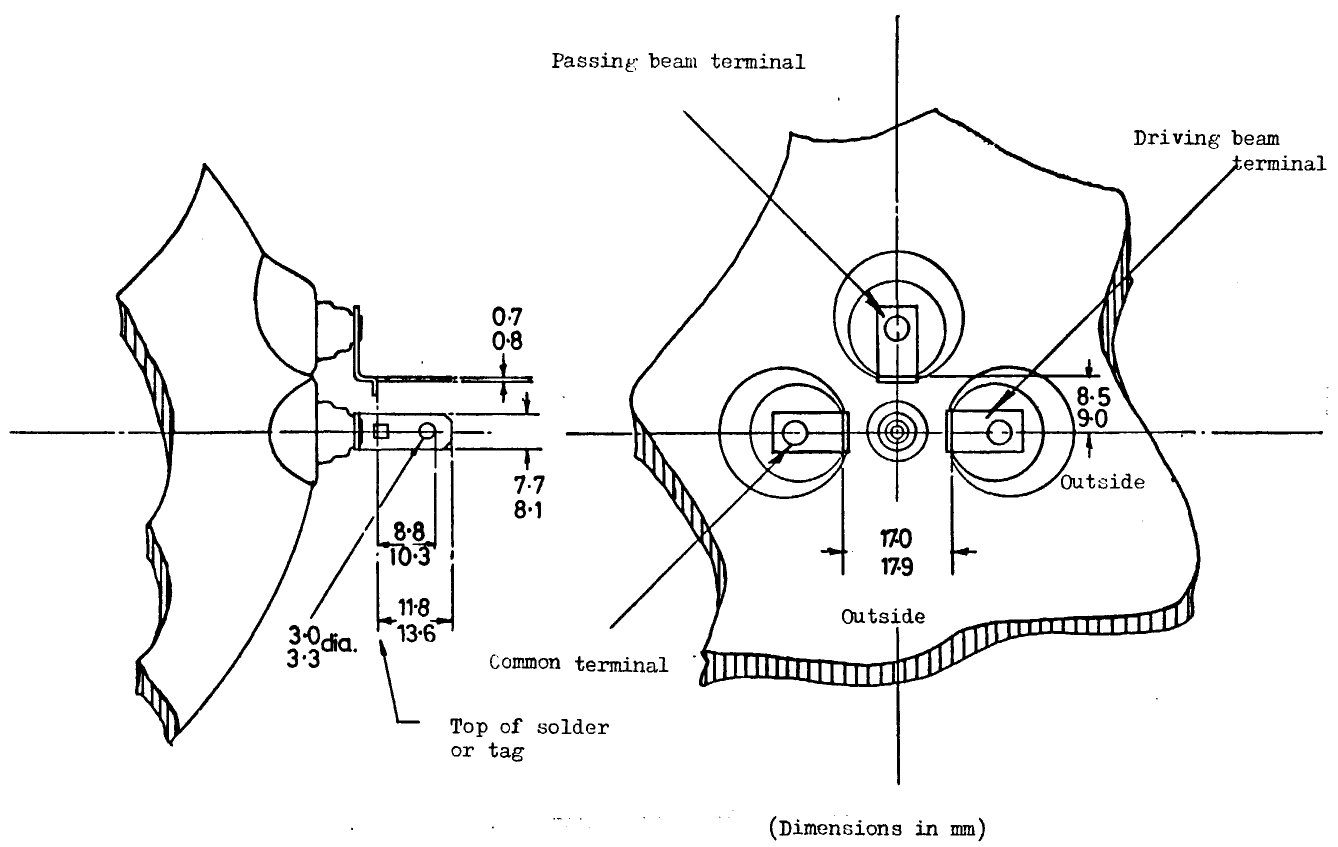 Passing beam terminal
Driving beam
terminal
0.7
0.8
8.5
9.0
7.7
8.1
Outside
8.8
10.3
17.0
17.9
11.8
13.6
Outside
3.0 dia.
3.3
Common terminal
Top of solder
or tag
(Dimensions in mm)